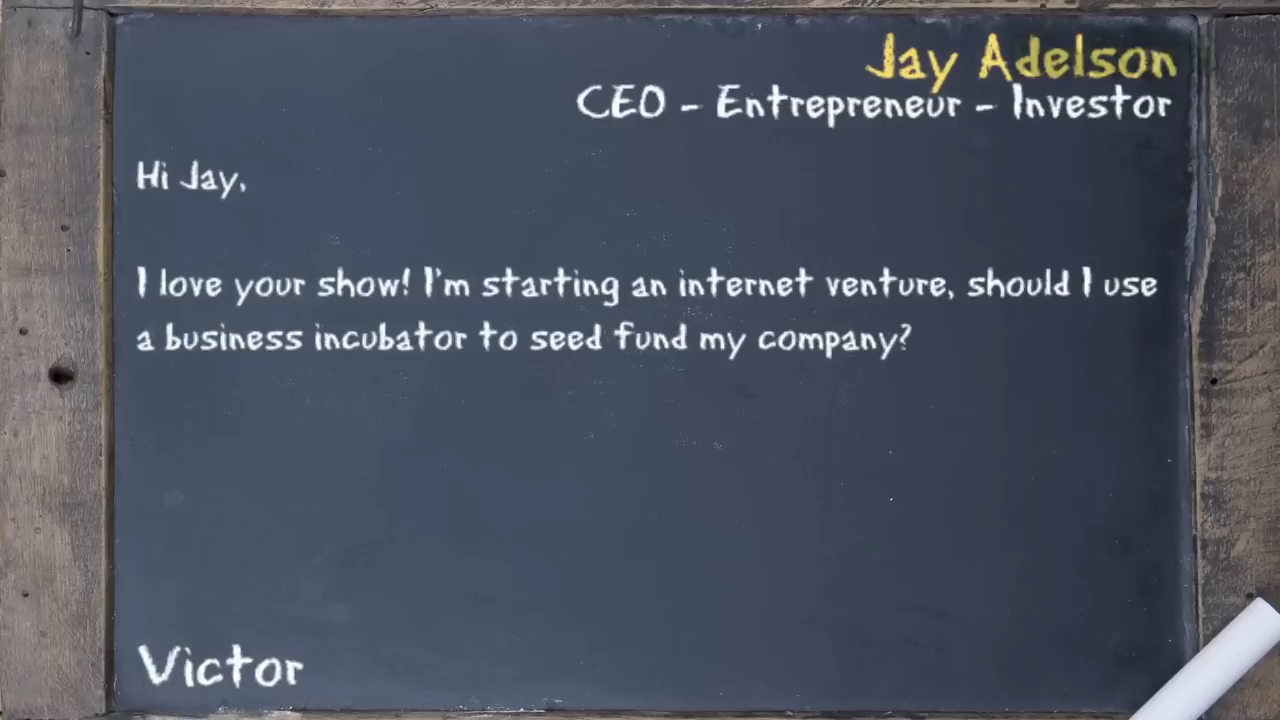 Jay Adelson
CEO - Entrepreneur - Investor
Hi Jay,
I love your show! I'm starting an internet venture, should I use
a business incubator to seed fund my company?
Victor